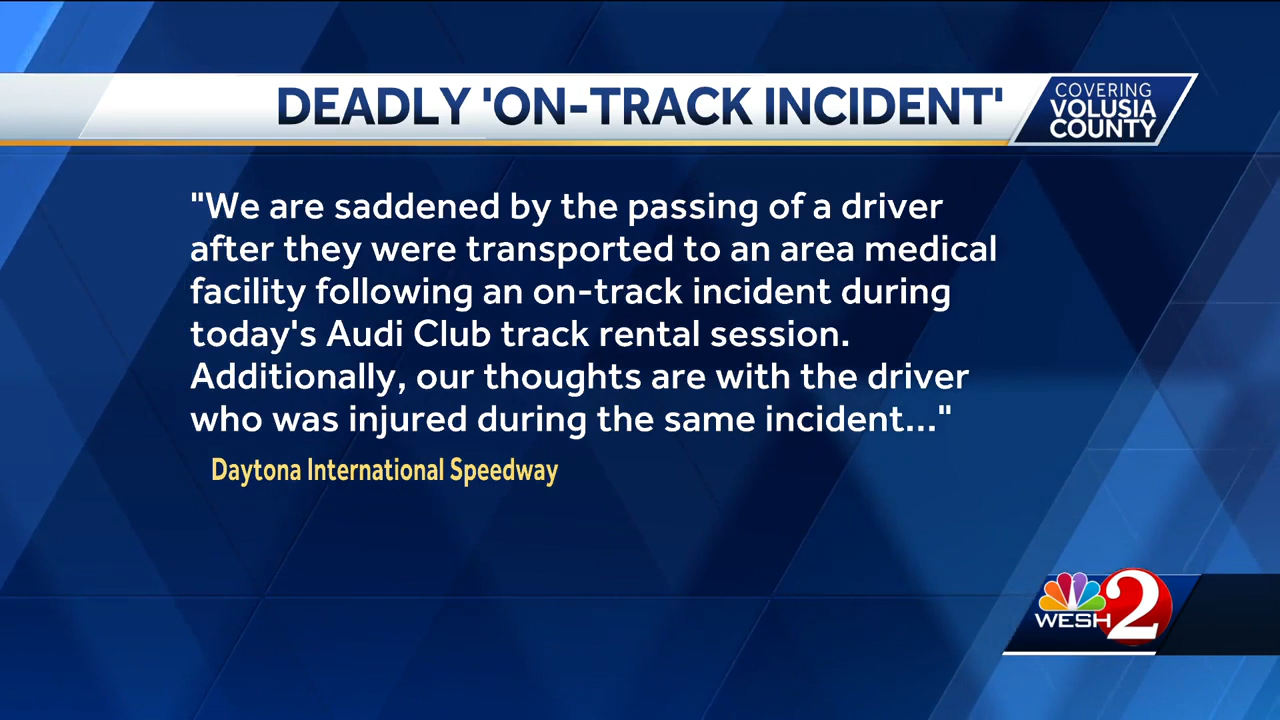 DEADLY 'ON-TRACK INCIDENT'
COVERING
VOLUSIA
COUNTY
"We are saddened by the passing of a driver
after they were transported to an area medical
facility following an on-track incident during
today's Audi Club track rental session.
Additionally, our thoughts are with the driver
who was injured during the same incident..."
Daytona International Speedway
WESH 2